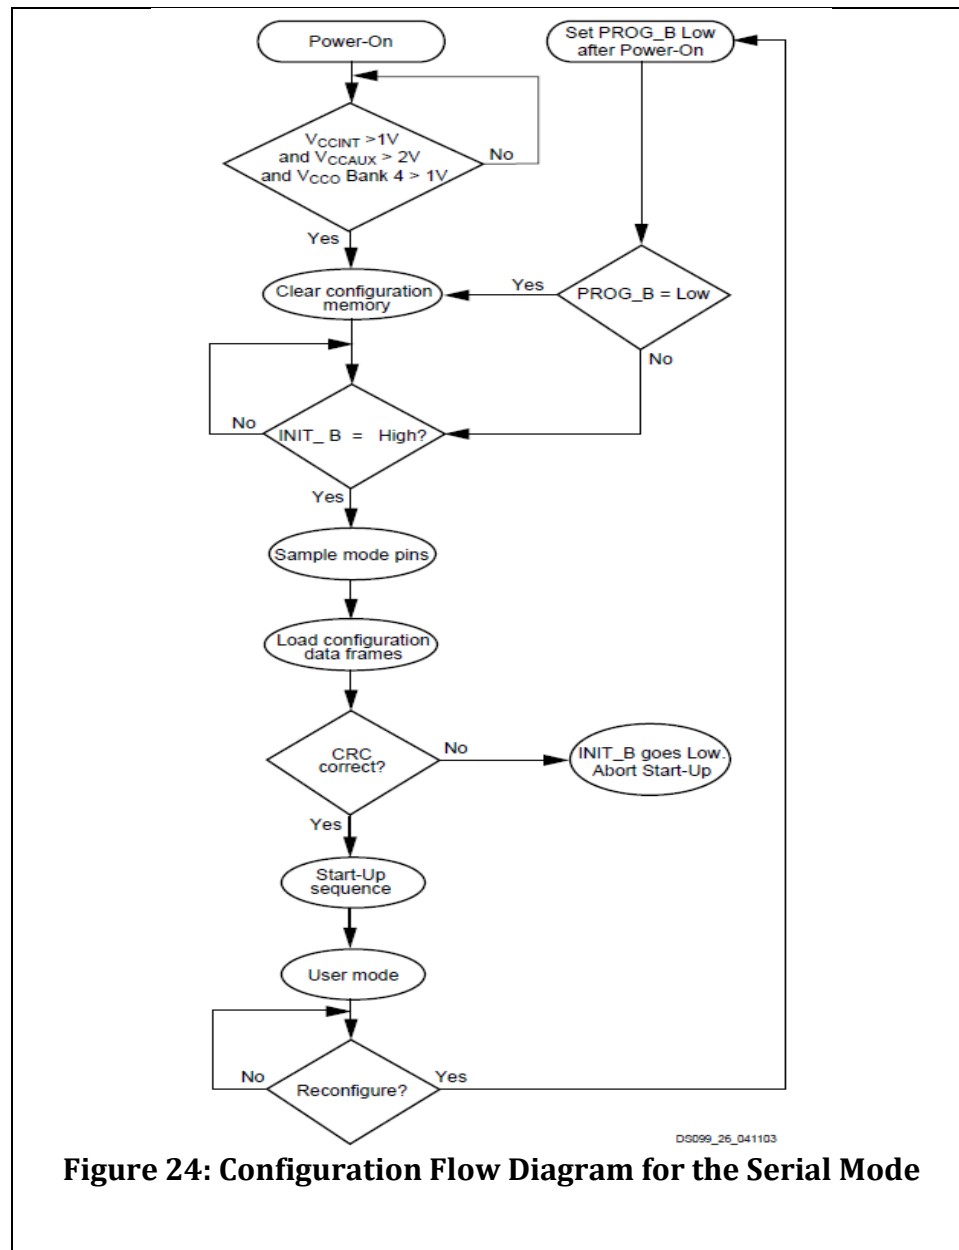 Power-On
Set PROG_B Low
after Power-On
VCCINT >1V
and VCCAUX > 2V
and VCCO Bank 4 > 1V
No
Yes
Clear configuration
memory
Yes
PROG_B = Low
No
No
INIT_ B = High?
Yes
Sample mode pins
Load configuration
data frames
CRC
correct?
No
INIT_B goes Low.
Abort Start-Up
Yes
Start-Up
sequence
User mode
No
Reconfigure?
Yes
DS099_26_041103
Figure 24: Configuration Flow Diagram for the Serial Mode